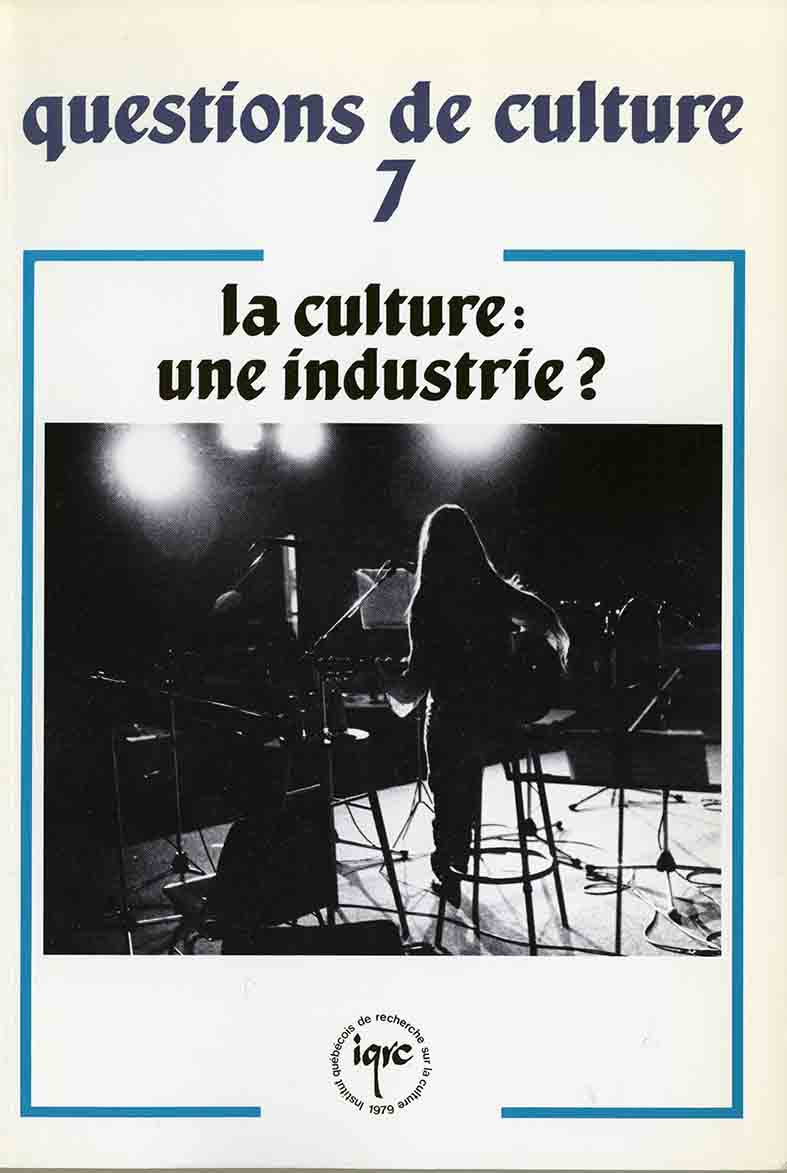 questions de culture
7
la culture :
une industrie ?
Institut québécois de recherche sur la culture
iqrc
1979